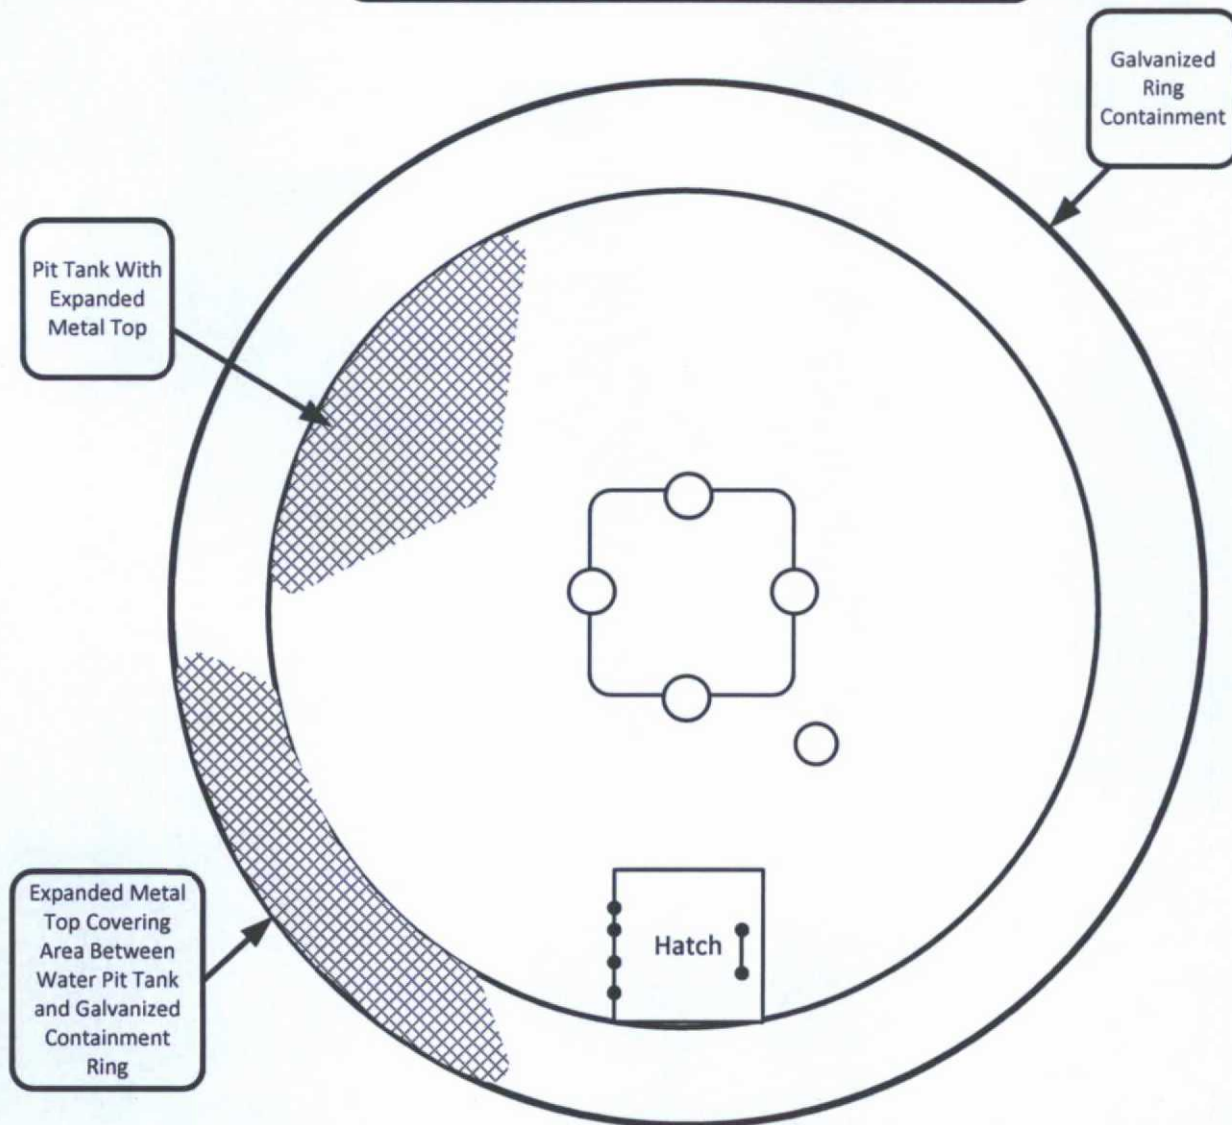 Galvanized
Ring
Containment
Pit Tank With
Expanded
Metal Top
Expanded Metal
Top Covering
Area Between
Water Pit Tank
and Galvanized
Containment
Ring
Hatch